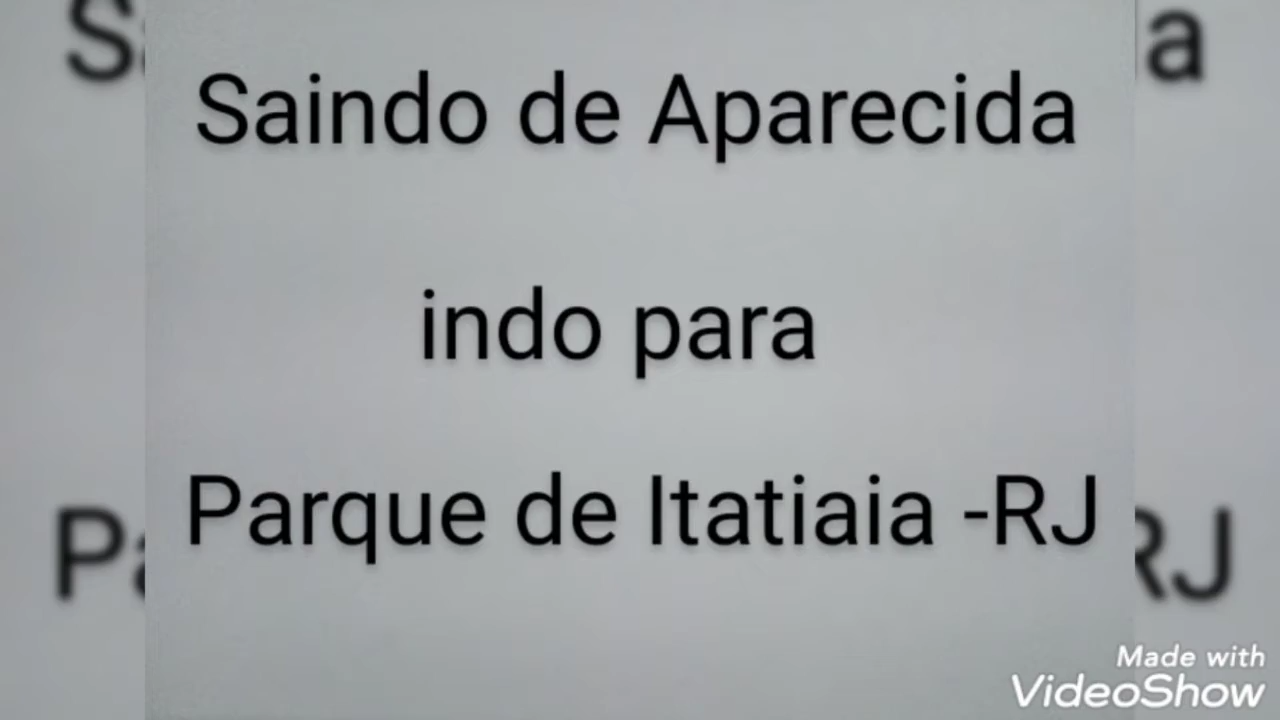 Saindo de Aparecida
indo para
Parque de Itatiaia -RJ
Made with
VideoShow